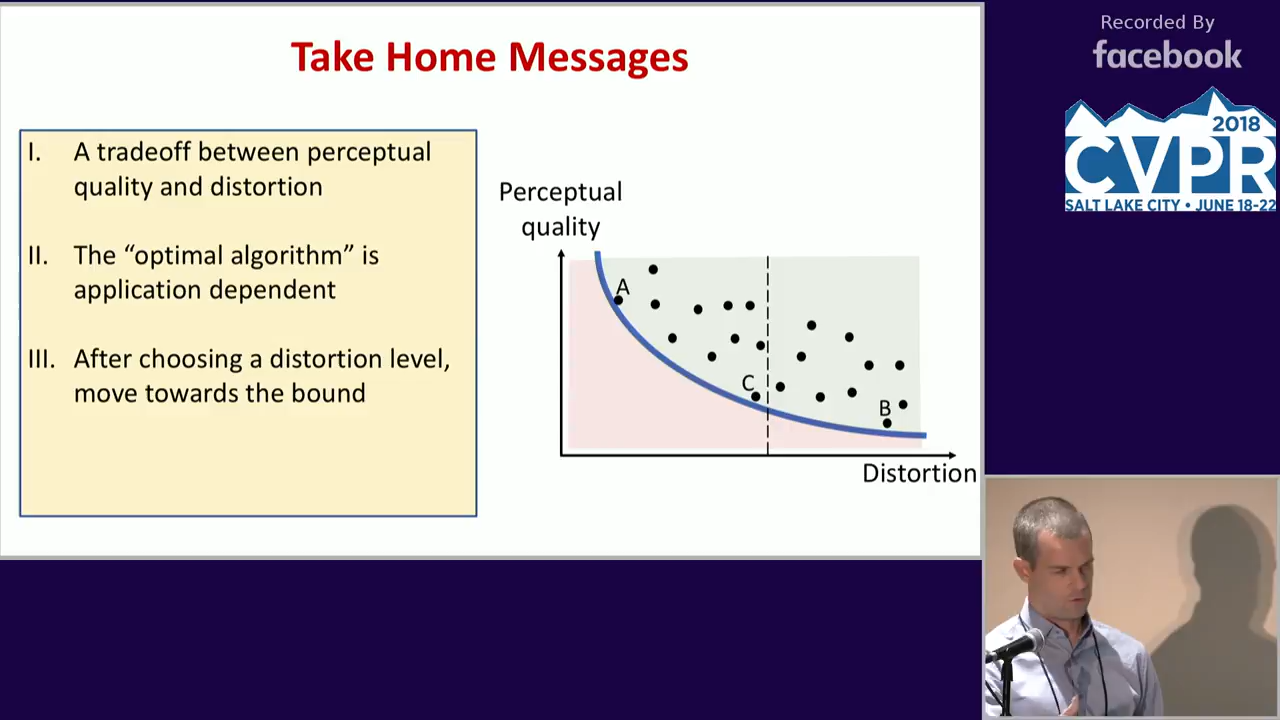 Take Home Messages
I. A tradeoff between perceptual
quality and distortion
II. The “optimal algorithm” is
application dependent
III. After choosing a distortion level,
move towards the bound
Perceptual
quality
A
C
B
Distortion
Recorded By
facebook
2018
CVPR
SALT LAKE CITY • JUNE 18-22